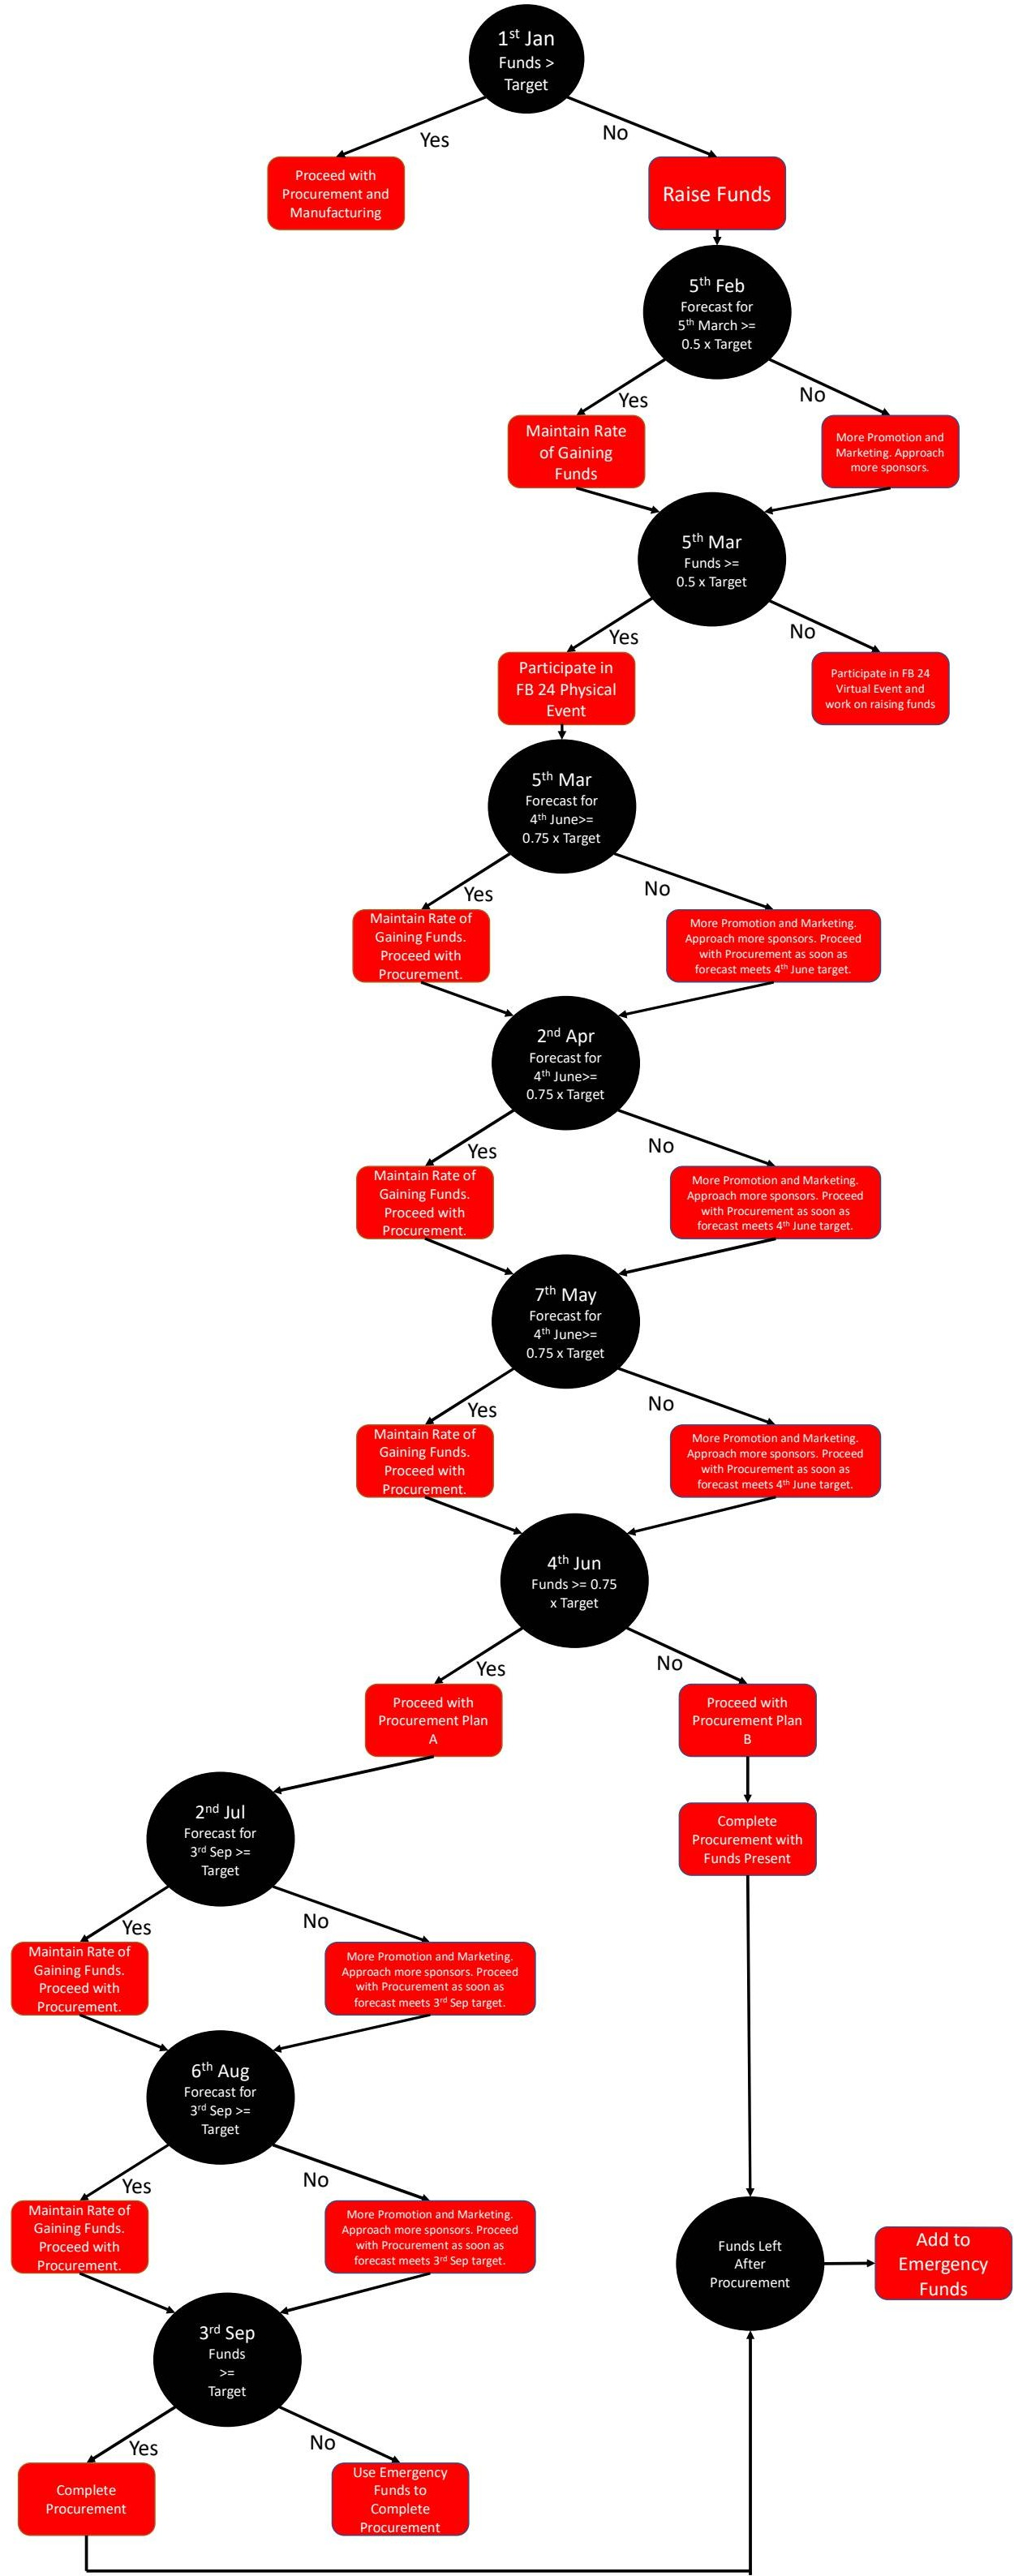 1st Jan
Funds >
Target
Yes
No
Proceed with
Procurement and
Manufacturing
Raise Funds
5th Feb
Forecast for
5th March >=
0.5 x Target
Yes
No
Maintain Rate
of Gaining
Funds
More Promotion and
Marketing. Approach
more sponsors.
5th Mar
Funds >=
0.5 x Target
Yes
No
Participate in
FB 24 Physical
Event
Participate in FB 24
Virtual Event and
work on raising funds
5th Mar
Forecast for
4th June>=
0.75 x Target
Yes
No
Maintain Rate of
Gaining Funds.
Proceed with
Procurement.
More Promotion and Marketing.
Approach more sponsors. Proceed
with Procurement as soon as
forecast meets 4th June target.
2nd Apr
Forecast for
4th June>=
0.75 x Target
Yes
No
Maintain Rate of
Gaining Funds.
Proceed with
Procurement.
More Promotion and Marketing.
Approach more sponsors. Proceed
with Procurement as soon as
forecast meets 4th June target.
7th May
Forecast for
4th June>=
0.75 x Target
Yes
No
Maintain Rate of
Gaining Funds.
Proceed with
Procurement.
More Promotion and Marketing.
Approach more sponsors. Proceed
with Procurement as soon as
forecast meets 4th June target.
4th Jun
Funds >= 0.75
x Target
Yes
No
Proceed with
Procurement Plan
A
Proceed with
Procurement Plan
B
Complete
Procurement with
Funds Present
2nd Jul
Forecast for
3rd Sep >=
Target
Yes
No
Maintain Rate of
Gaining Funds.
Proceed with
Procurement.
More Promotion and Marketing.
Approach more sponsors. Proceed
with Procurement as soon as
forecast meets 3rd Sep target.
6th Aug
Forecast for
3rd Sep >=
Target
Yes
No
Maintain Rate of
Gaining Funds.
Proceed with
Procurement.
More Promotion and Marketing.
Approach more sponsors. Proceed
with Procurement as soon as
forecast meets 3rd Sep target.
Funds Left
After
Procurement
Add to
Emergency
Funds
3rd Sep
Funds
>=
Target
Yes
No
Complete
Procurement
Use Emergency
Funds to
Complete
Procurement